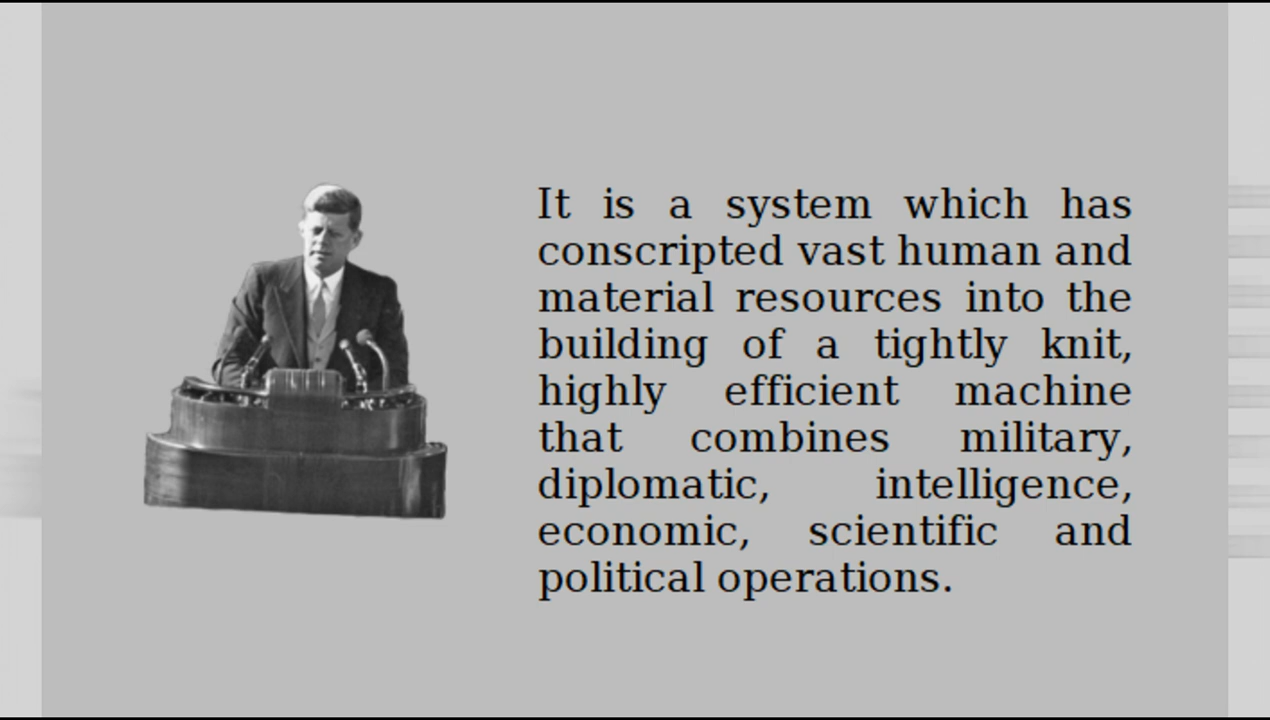 It is a system which has
conscripted vast human and
material resources into the
building of a tightly knit,
highly efficient machine
that combines military,
diplomatic, intelligence,
economic, scientific and
political operations.